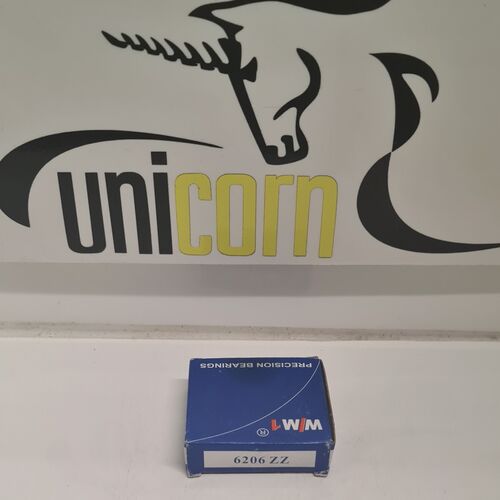 unicorn
PRECISION BEARINGS
WM1®
6206 ZZ